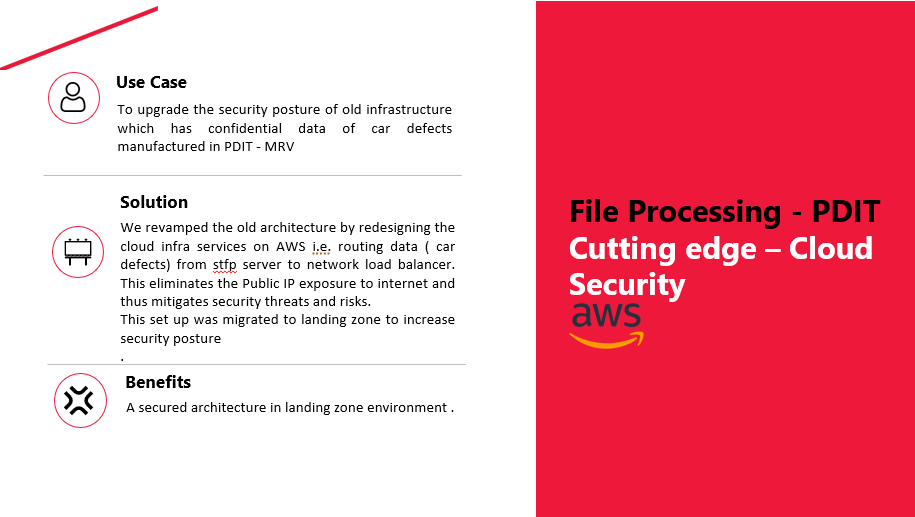 Use Case
To upgrade the security posture of old infrastructure
which has confidential data of car defects
manufactured in PDIT - MRV
Solution
We revamped the old architecture by redesigning the
cloud infra services on AWS i.e. routing data ( car
defects) from stfp server to network load balancer.
This eliminates the Public IP exposure to internet and
thus mitigates security threats and risks.
This set up was migrated to landing zone to increase
security posture
.
Benefits
A secured architecture in landing zone environment .
File Processing - PDIT
Cutting edge – Cloud
Security
aws